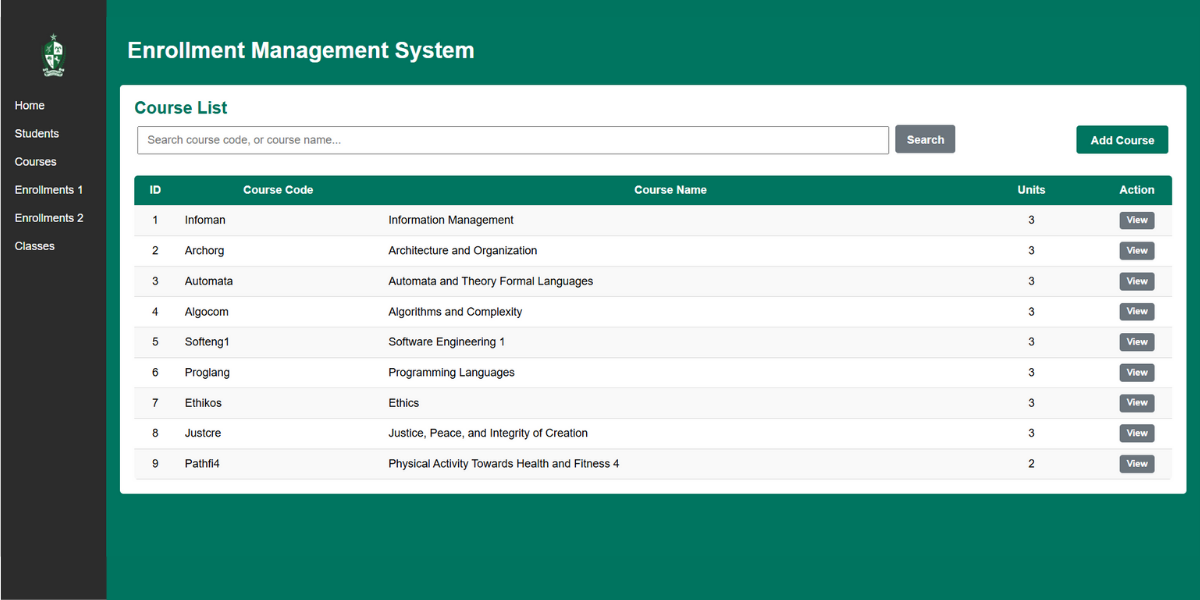 Enrollment Management System
Home
Students
Courses
Enrollments 1
Enrollments 2
Classes
Course List
Search course code, or course name...
Search
Add Course
ID Course Code Course Name Units Action
1 Infoman Information Management 3 View
2 Archorg Architecture and Organization 3 View
3 Automata Automata and Theory Formal Languages 3 View
4 Algocom Algorithms and Complexity 3 View
5 Softeng1 Software Engineering 1 3 View
6 Proglang Programming Languages 3 View
7 Ethikos Ethics 3 View
8 Justcre Justice, Peace, and Integrity of Creation 3 View
9 Pathfi4 Physical Activity Towards Health and Fitness 4 2 View